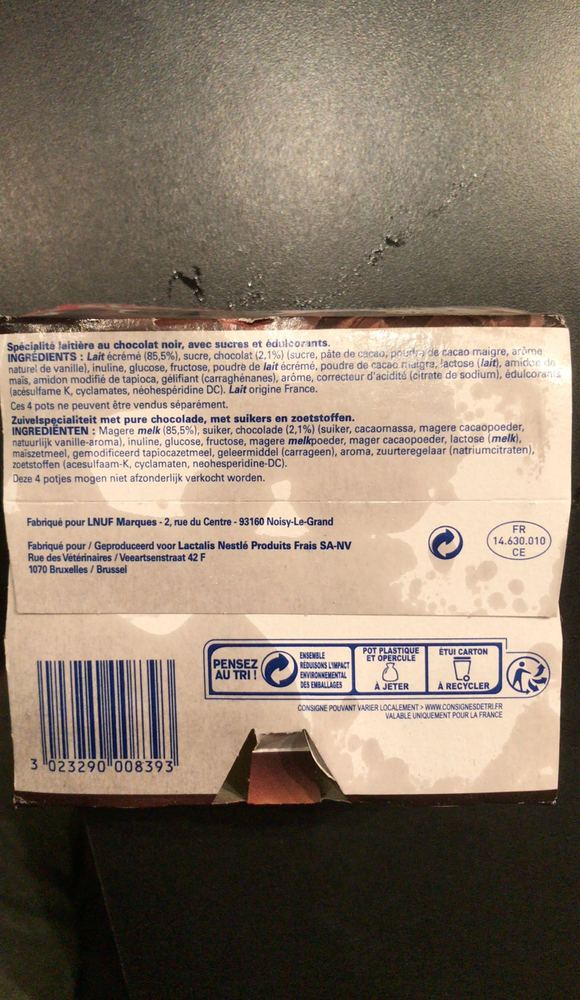 Spécialité laitière au chocolat noir, avec sucres et édulcorants.
INGRÉDIENTS : Lait écrémé (85,5%), sucre, chocolat (2,1%) (sucre, pâte de cacao, poudre de cacao maigre, arôme
naturel de vanille), inuline, glucose, fructose, poudre de lait écrémé, poudre de cacao maigre, lactose (lait), amidon de
maïs, amidon modifié de tapioca, gélifiant (carraghénanes), arôme, correcteur d'acidité (citrate de sodium), édulcorants
(acésulfame K, cyclamates, néohespéridine DC). Lait origine France.
Ces 4 pots ne peuvent être vendus séparément.
Zuivelspecialiteit met pure chocolade, met suikers en zoetstoffen.
INGREDIËNTEN : Magere melk (85,5%), suiker, chocolade (2,1%) (suiker, cacaomassa, magere cacaopoeder,
natuurlijk vanille-aroma), inuline, glucose, fructose, magere melkpoeder, mager cacaopoeder, lactose (melk),
maïszetmeel, gemodificeerd tapiocazetmeel, geleermiddel (carrageen), aroma, zuurteregelaar (natriumcitraten),
zoetstoffen (acesulfaam-K, cyclamaten, neohesperidine-DC).
Deze 4 potjes mogen niet afzonderlijk verkocht worden.
Fabriqué pour LNUF Marques - 2, rue du Centre - 93160 Noisy-Le-Grand
Fabriqué pour / Geproduceerd voor Lactalis Nestlé Produits Frais SA-NV
Rue des Vétérinaires / Veeartsenstraat 42 F
1070 Bruxelles / Brussel
FR
14.630.010
CE
PENSEZ
AU TRI !
ENSEMBLE
RÉDUISONS L'IMPACT
ENVIRONNEMENTAL
DES EMBALLAGES
POT PLASTIQUE
ET OPERCULE
À JETER
ÉTUI CARTON
À RECYCLER
CONSIGNE POUVANT VARIER LOCALEMENT > WWW.CONSIGNESDETRI.FR
VALABLE UNIQUEMENT POUR LA FRANCE
3 023290 008393